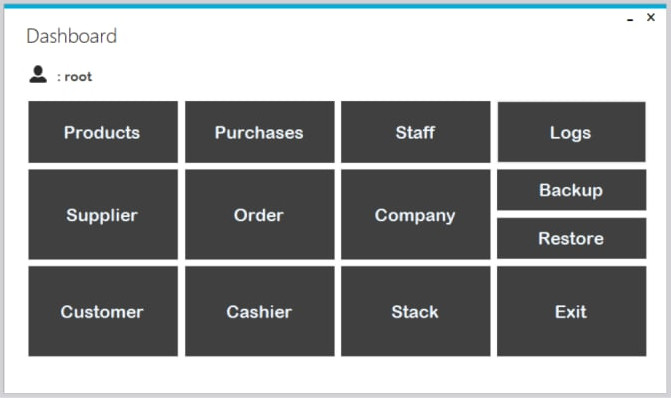 Dashboard
: root
Products Purchases Staff Logs
Supplier Order Company Backup
Restore
Customer Cashier Stack Exit